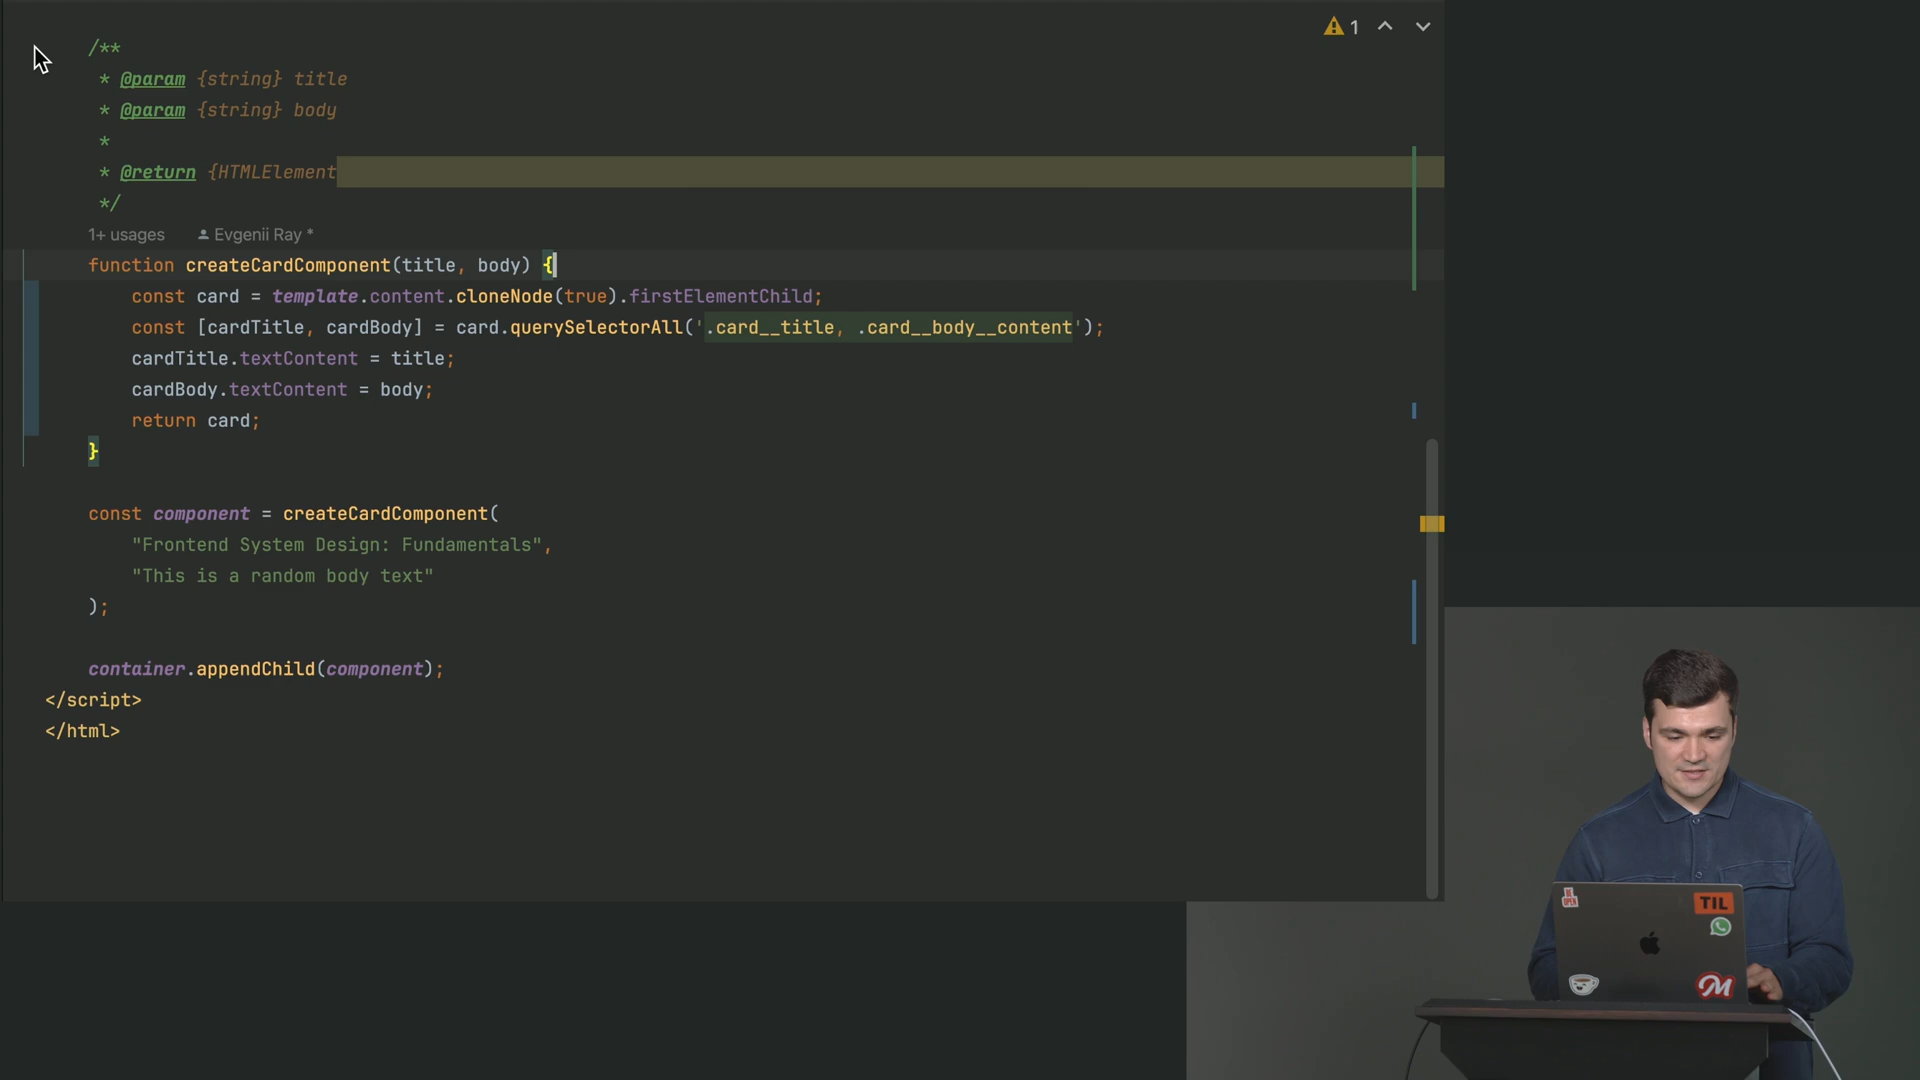 1
/**
* @param {string} title
* @param {string} body
*
* @return {HTMLElement
*/
1+ usages Evgenii Ray *
function createCardComponent(title, body) {
const card = template.content.cloneNode(true).firstElementChild;
const [cardTitle, cardBody] = card.querySelectorAll('.card__title, .card__body__content');
cardTitle.textContent = title;
cardBody.textContent = body;
return card;
}
const component = createCardComponent(
"Frontend System Design: Fundamentals",
"This is a random body text"
);
container.appendChild(component);
</script>
</html>
BE
OPEN
TIL
M